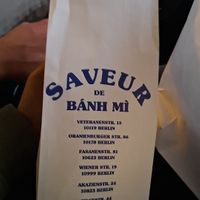 SAVEUR
DE
BÁNH MÌ
VETERANENSTR. 15
10119 BERLIN
ORANIENBURGER STR. 86
10178 BERLIN
FASANENSTR. 81
10623 BERLIN
WIENER STR. 19
10999 BERLIN
AKAZIENSTR. 24
10823 BERLIN